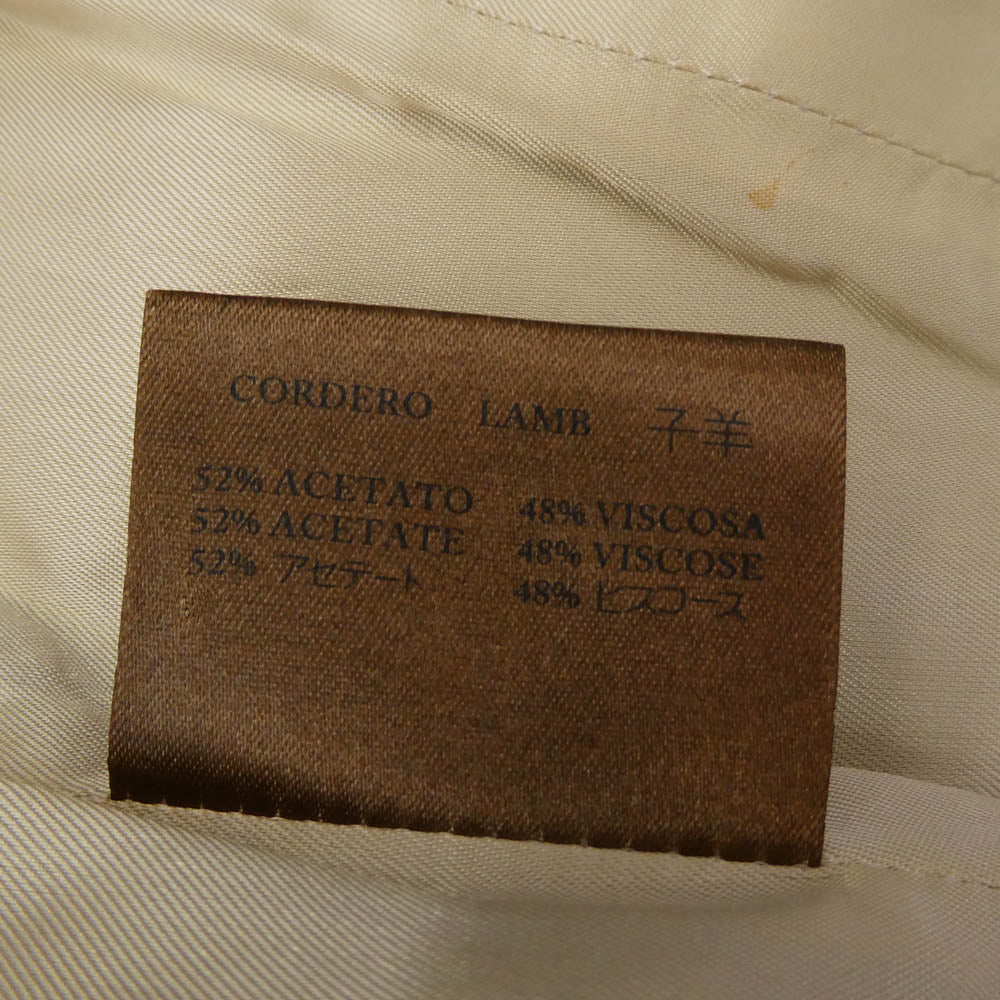 CORDERO LAMB 子羊
52% ACETATO 48% VISCOSA
52% ACETATE 48% VISCOSE
52% アセテート 48% ビスコース